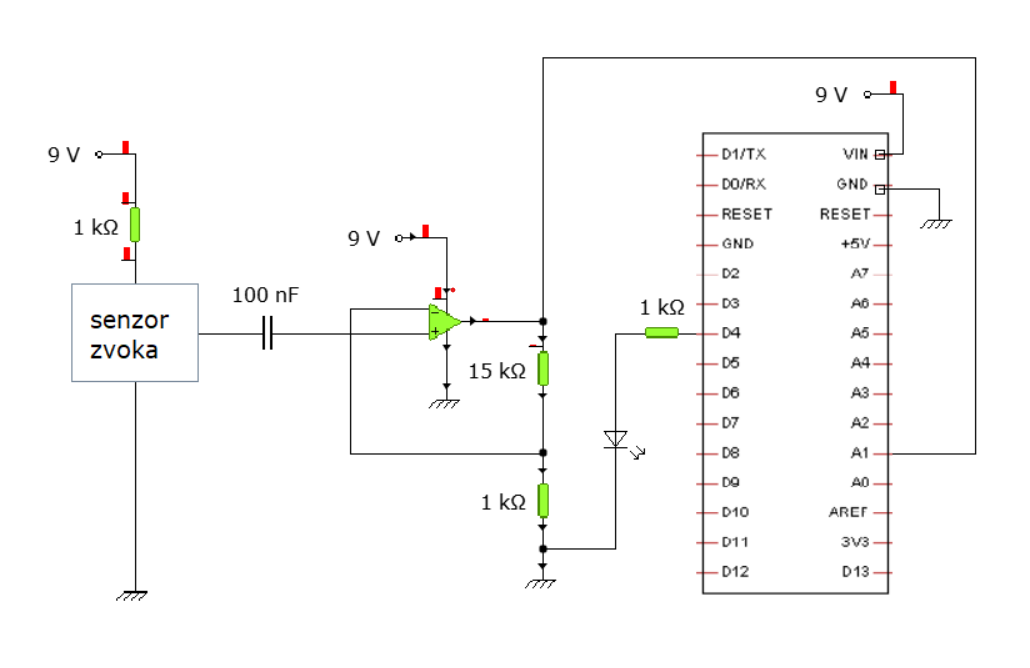 9 V
9 V
1 kΩ
senzor
zvoka
100 nF
9 V
-
+
15 kΩ
1 kΩ
1 kΩ
D1/TX VIN
D0/RX GND
RESET RESET
GND +5V
D2 A7
D3 A6
D4 A5
D5 A4
D6 A3
D7 A2
D8 A1
D9 A0
D10 AREF
D11 3V3
D12 D13